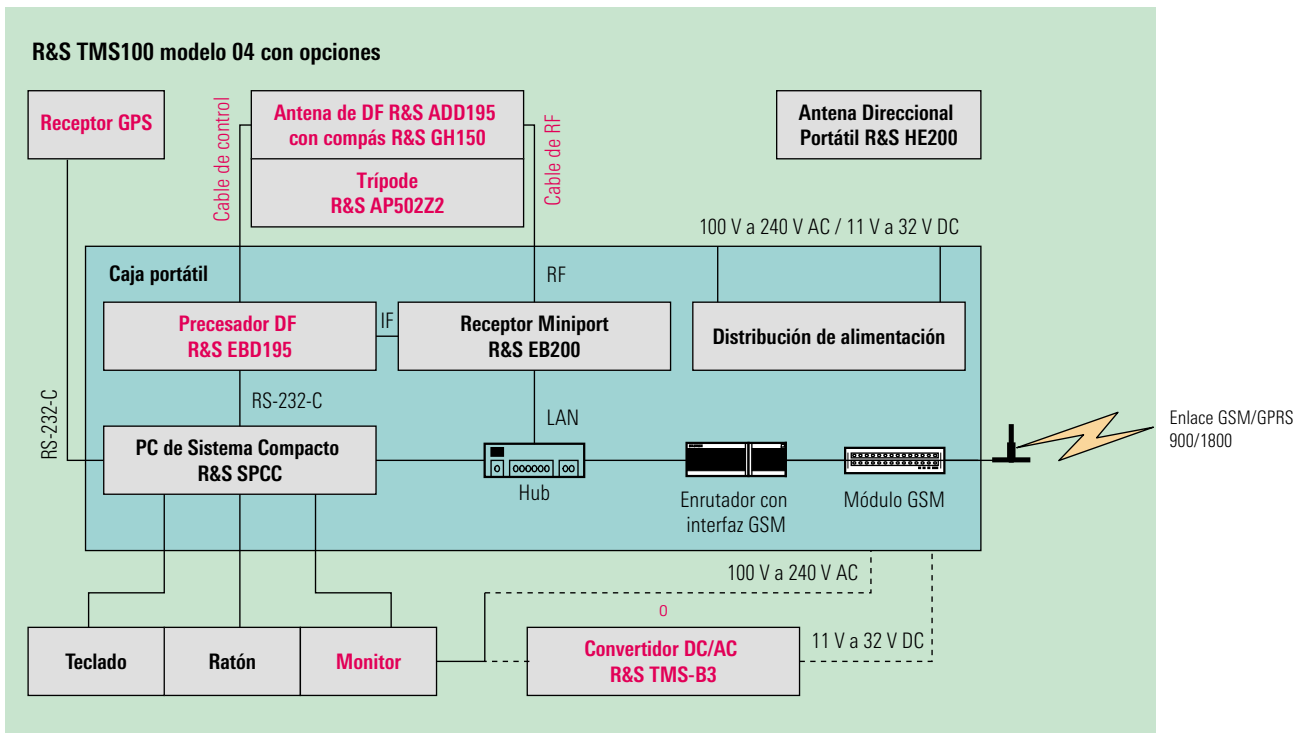 R&S TMS100 modelo 04 con opciones
Receptor GPS
Cable de control
Antena de DF R&S ADD195
con compás R&S GH150
Trípode
R&S AP502Z2
Cable de RF
Antena Direccional
Portátil R&S HE200
100 V a 240 V AC / 11 V a 32 V DC
Caja portátil
RF
Precesador DF
R&S EBD195
IF
Receptor Miniport
R&S EB200
Distribución de alimentación
RS-232-C
RS-232-C
LAN
PC de Sistema Compacto
R&S SPCC
Hub
Enrutador con
interfaz GSM
Módulo GSM
Enlace GSM/GPRS
900/1800
100 V a 240 V AC
o
Teclado
Ratón
Monitor
Convertidor DC/AC
R&S TMS-B3
11 V a 32 V DC